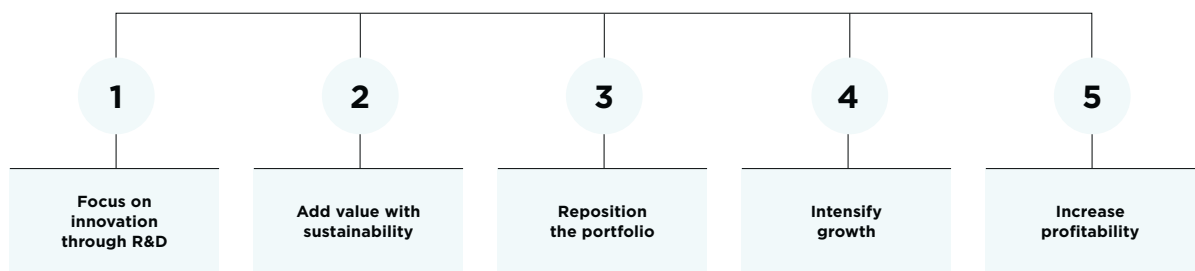 1
2
3
4
5
Focus on
innovation
through R&D
Add value with
sustainability
Reposition
the portfolio
Intensify
growth
Increase
profitability